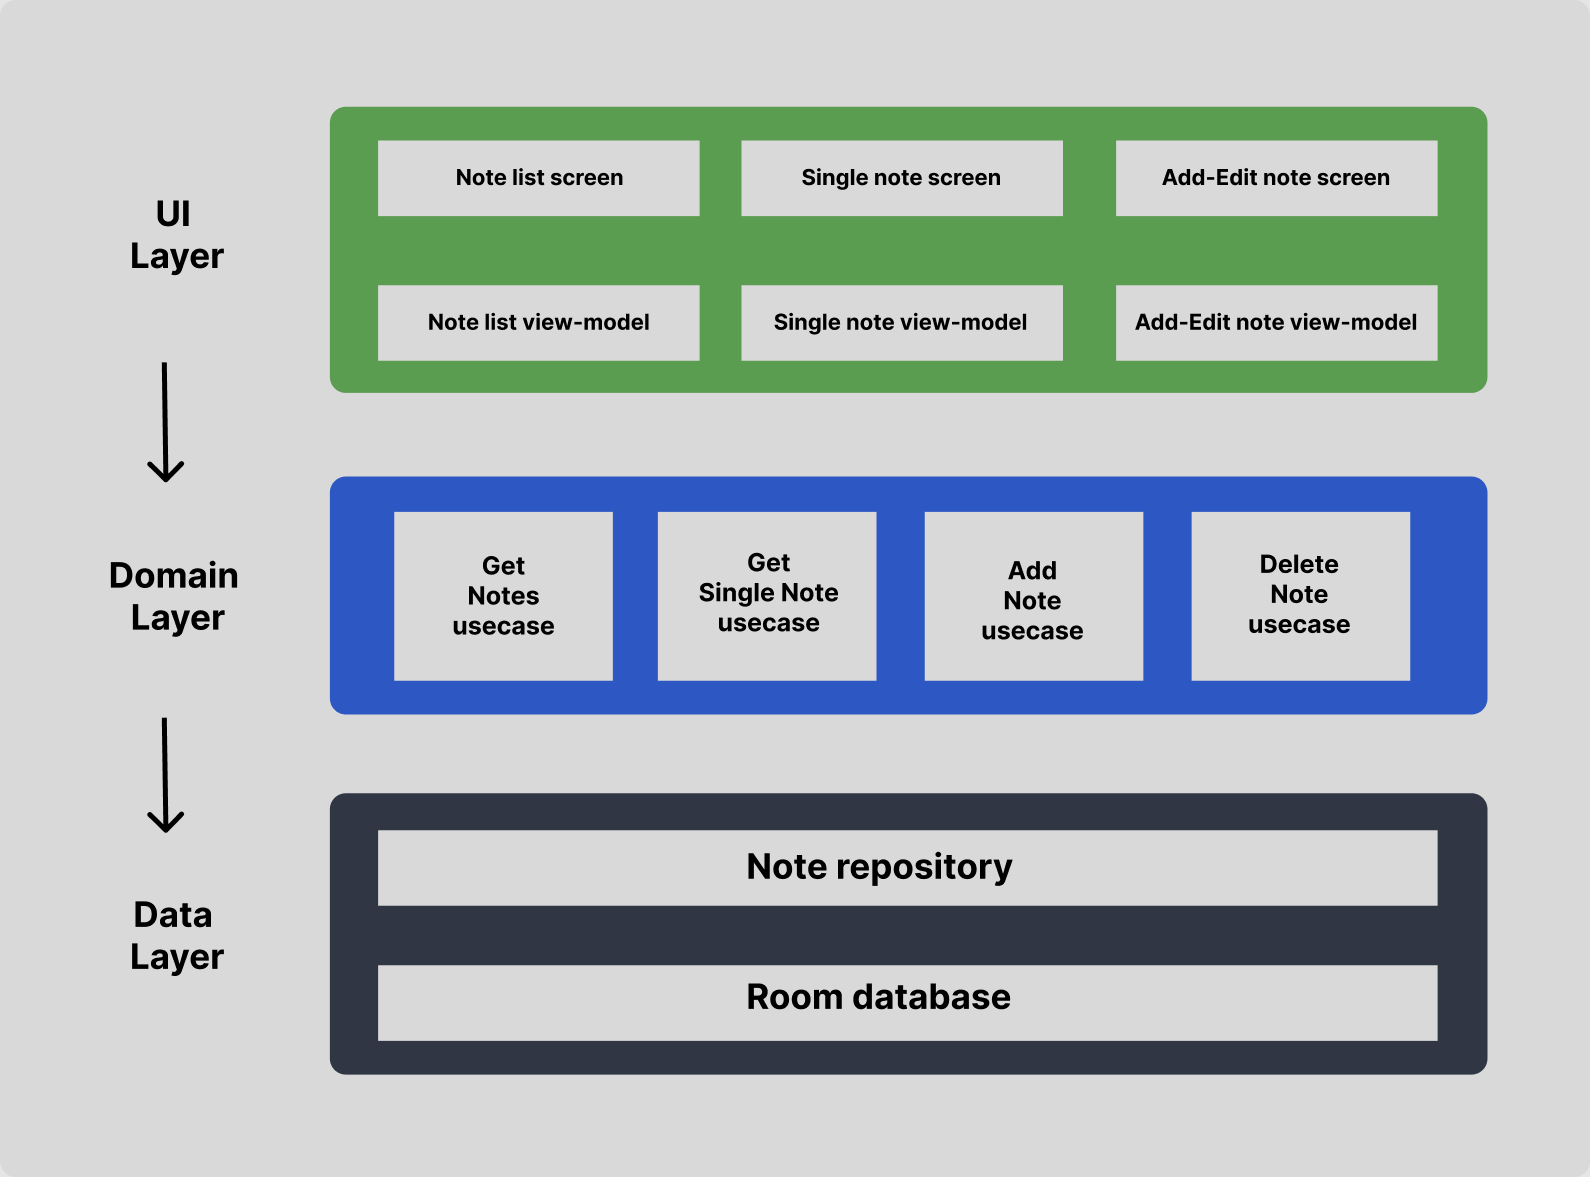 UI
Layer
Note list screen
Single note screen
Add-Edit note screen
Note list view-model
Single note view-model
Add-Edit note view-model
Domain
Layer
Get
Notes
usecase
Get
Single Note
usecase
Add
Note
usecase
Delete
Note
usecase
Data
Layer
Note repository
Room database